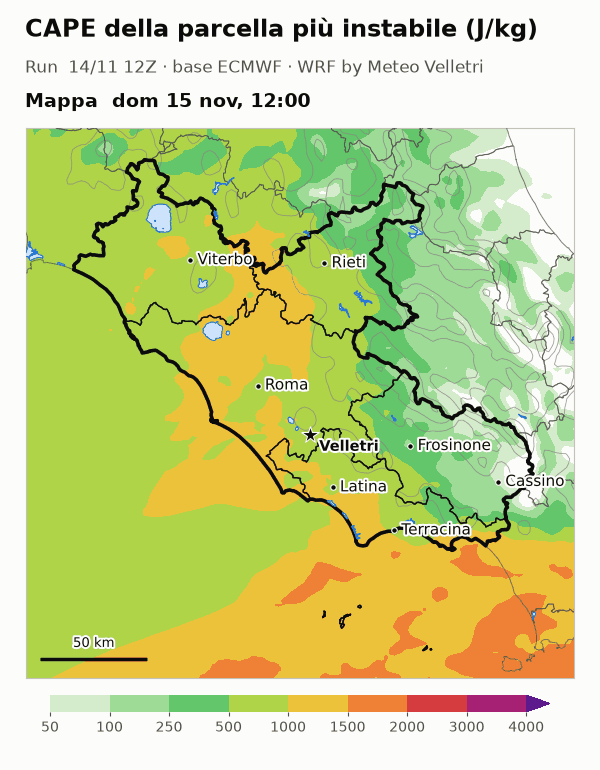 CAPE della parcella più instabile (J/kg)
Run 14/11 12Z · base ECMWF · WRF by Meteo Velletri
Mappa dom 15 nov, 12:00
Viterbo
Rieti
Roma
Velletri
Frosinone
Cassino
Latina
Terracina
50 km
50 100 250 500 1000 1500 2000 3000 4000